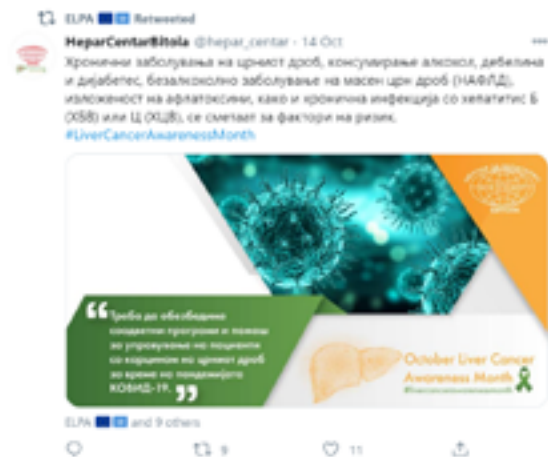 ELPA Retweeted
HeparCentarBitola @hepar_centar · 14 Oct
Хронични заболувања на црниот дроб, консумирање алкохол, дебелина
и дијабетес, безалкохолно заболување на масен црн дроб (НАФЛД),
изложеност на афлатоксини, како и хронична инфекција со хепатитис Б
(ХБВ) или Ц (ХЦВ), се сметаат за фактори на ризик.
#LiverCancerAwarenessMonth
“Треба да обезбедиме
соодветни програми и помош
за управување на пациенти
со карцином на црниот дроб
за време на пандемијата
КОВИД-19.”
October Liver Cancer
Awareness Month
ELPA and 9 others
9 11